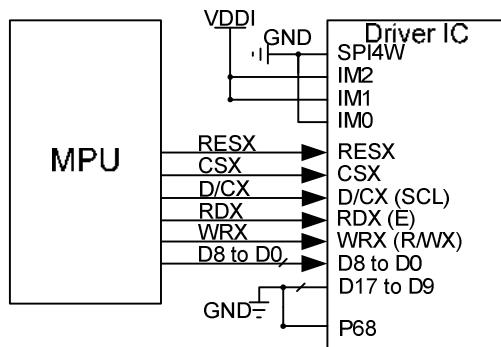 VDDI
Driver IC
GND
SPI4W
IM2
IM1
IM0
MPU
RESX
RESX
CSX
CSX
D/CX
D/CX (SCL)
RDX
RDX (E)
WRX
WRX (R/WX)
D8 to D0
D8 to D0
D17 to D9
GND
P68